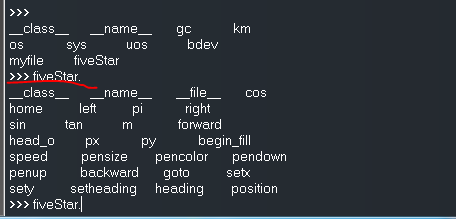 >>>
__class__ __name__ gc km
os sys uos bdev
myfile fiveStar
>>> fiveStar.
__class__ __name__ __file__ cos
home left pi right
sin tan m forward
head_o px py begin_fill
speed pensize pencolor pendown
penup backward goto setx
sety setheading heading position
>>> fiveStar.